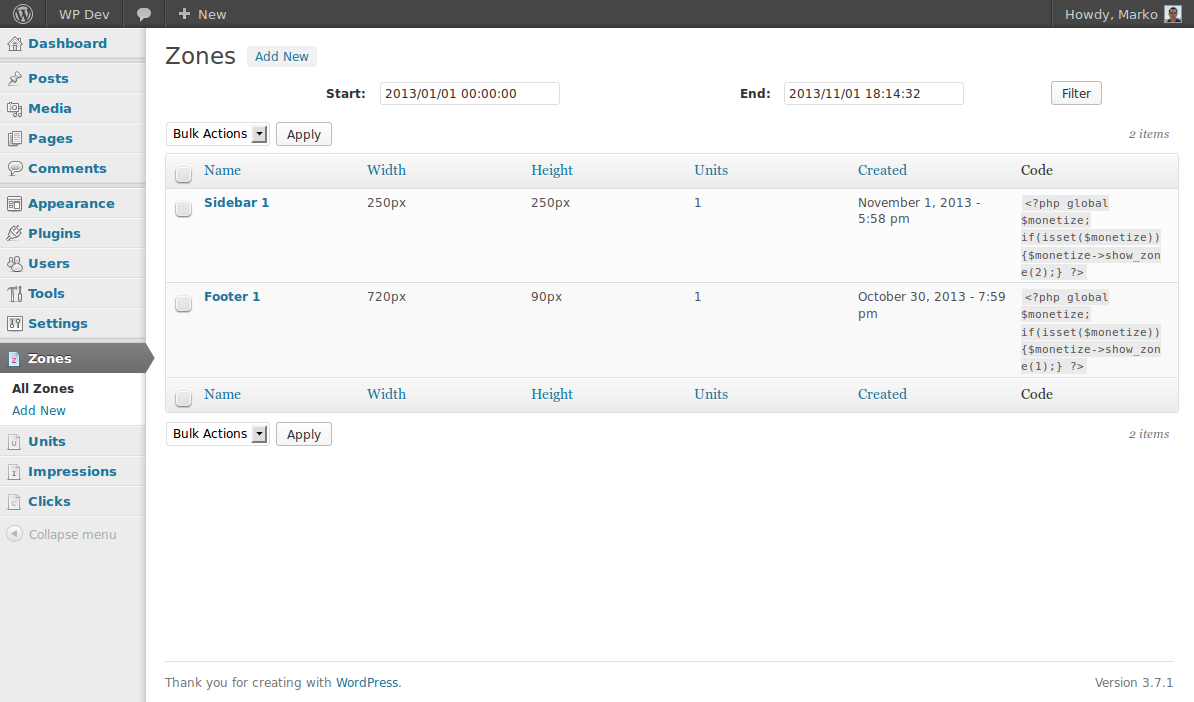 WP Dev
New
Howdy, Marko
Dashboard
Posts
Media
Pages
Comments
Appearance
Plugins
Users
Tools
Settings
Zones
All Zones
Add New
Units
Impressions
Clicks
Collapse menu
Zones Add New
Start: 2013/01/01 00:00:00 End: 2013/11/01 18:14:32 Filter
Bulk Actions Apply 2 items
Name Width Height Units Created Code
Sidebar 1 250px 250px 1 November 1, 2013 - <?php global
5:58 pm $monetize;
if(isset($monetize))
{$monetize->show_zon
e(2);} ?>
Footer 1 720px 90px 1 October 30, 2013 - 7:59 <?php global
pm $monetize;
if(isset($monetize))
{$monetize->show_zon
e(1);} ?>
Name Width Height Units Created Code
Bulk Actions Apply 2 items
Thank you for creating with WordPress. Version 3.7.1